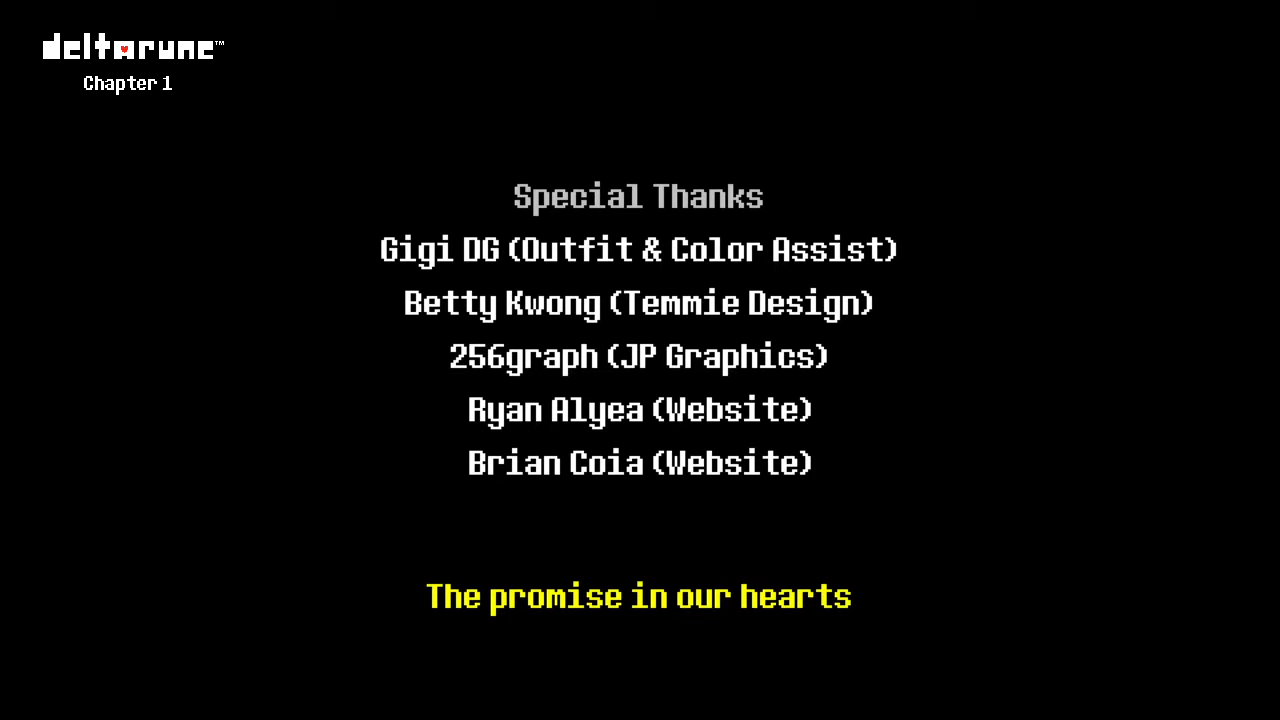 deltarune™
Chapter 1
Special Thanks
Gigi DG (Outfit & Color Assist)
Betty Kwong (Temmie Design)
256graph (JP Graphics)
Ryan Alyea (Website)
Brian Coia (Website)
The promise in our hearts